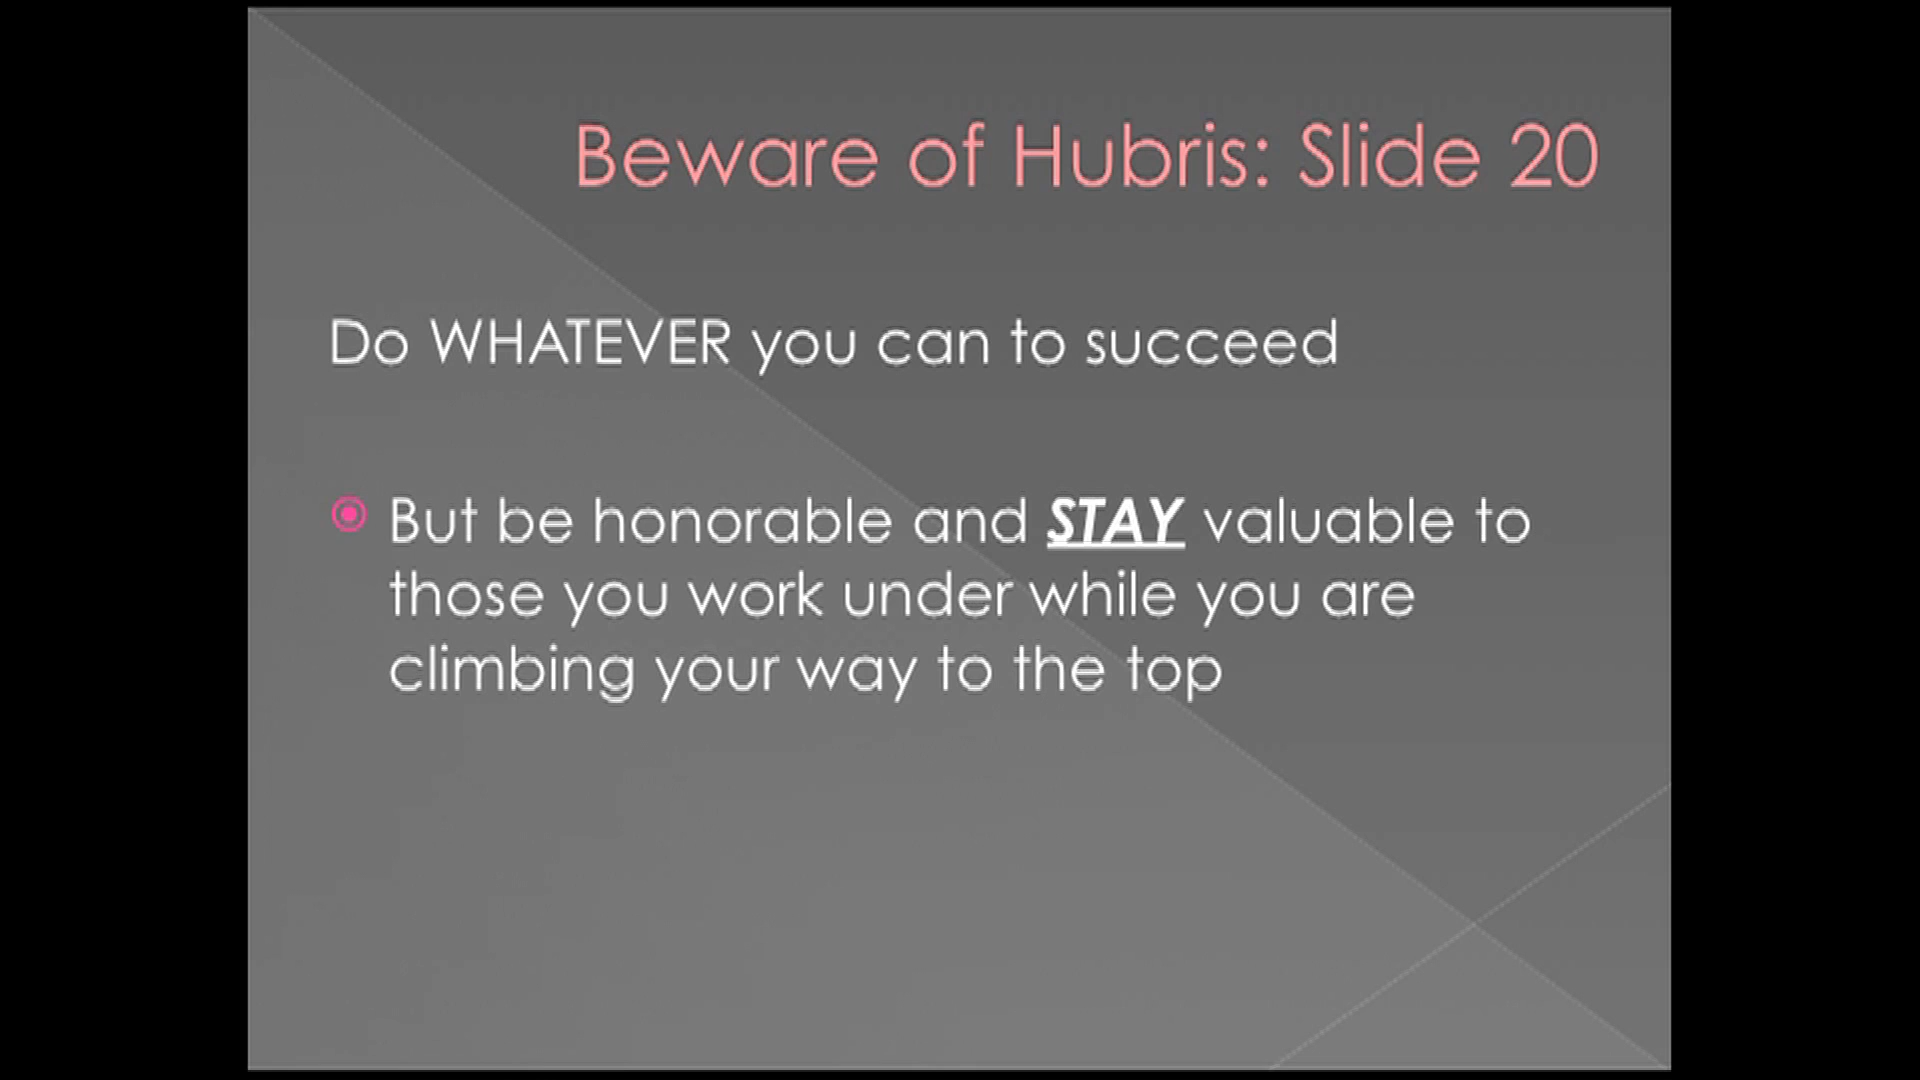 Beware of Hubris: Slide 20
Do WHATEVER you can to succeed
But be honorable and STAY valuable to
those you work under while you are
climbing your way to the top